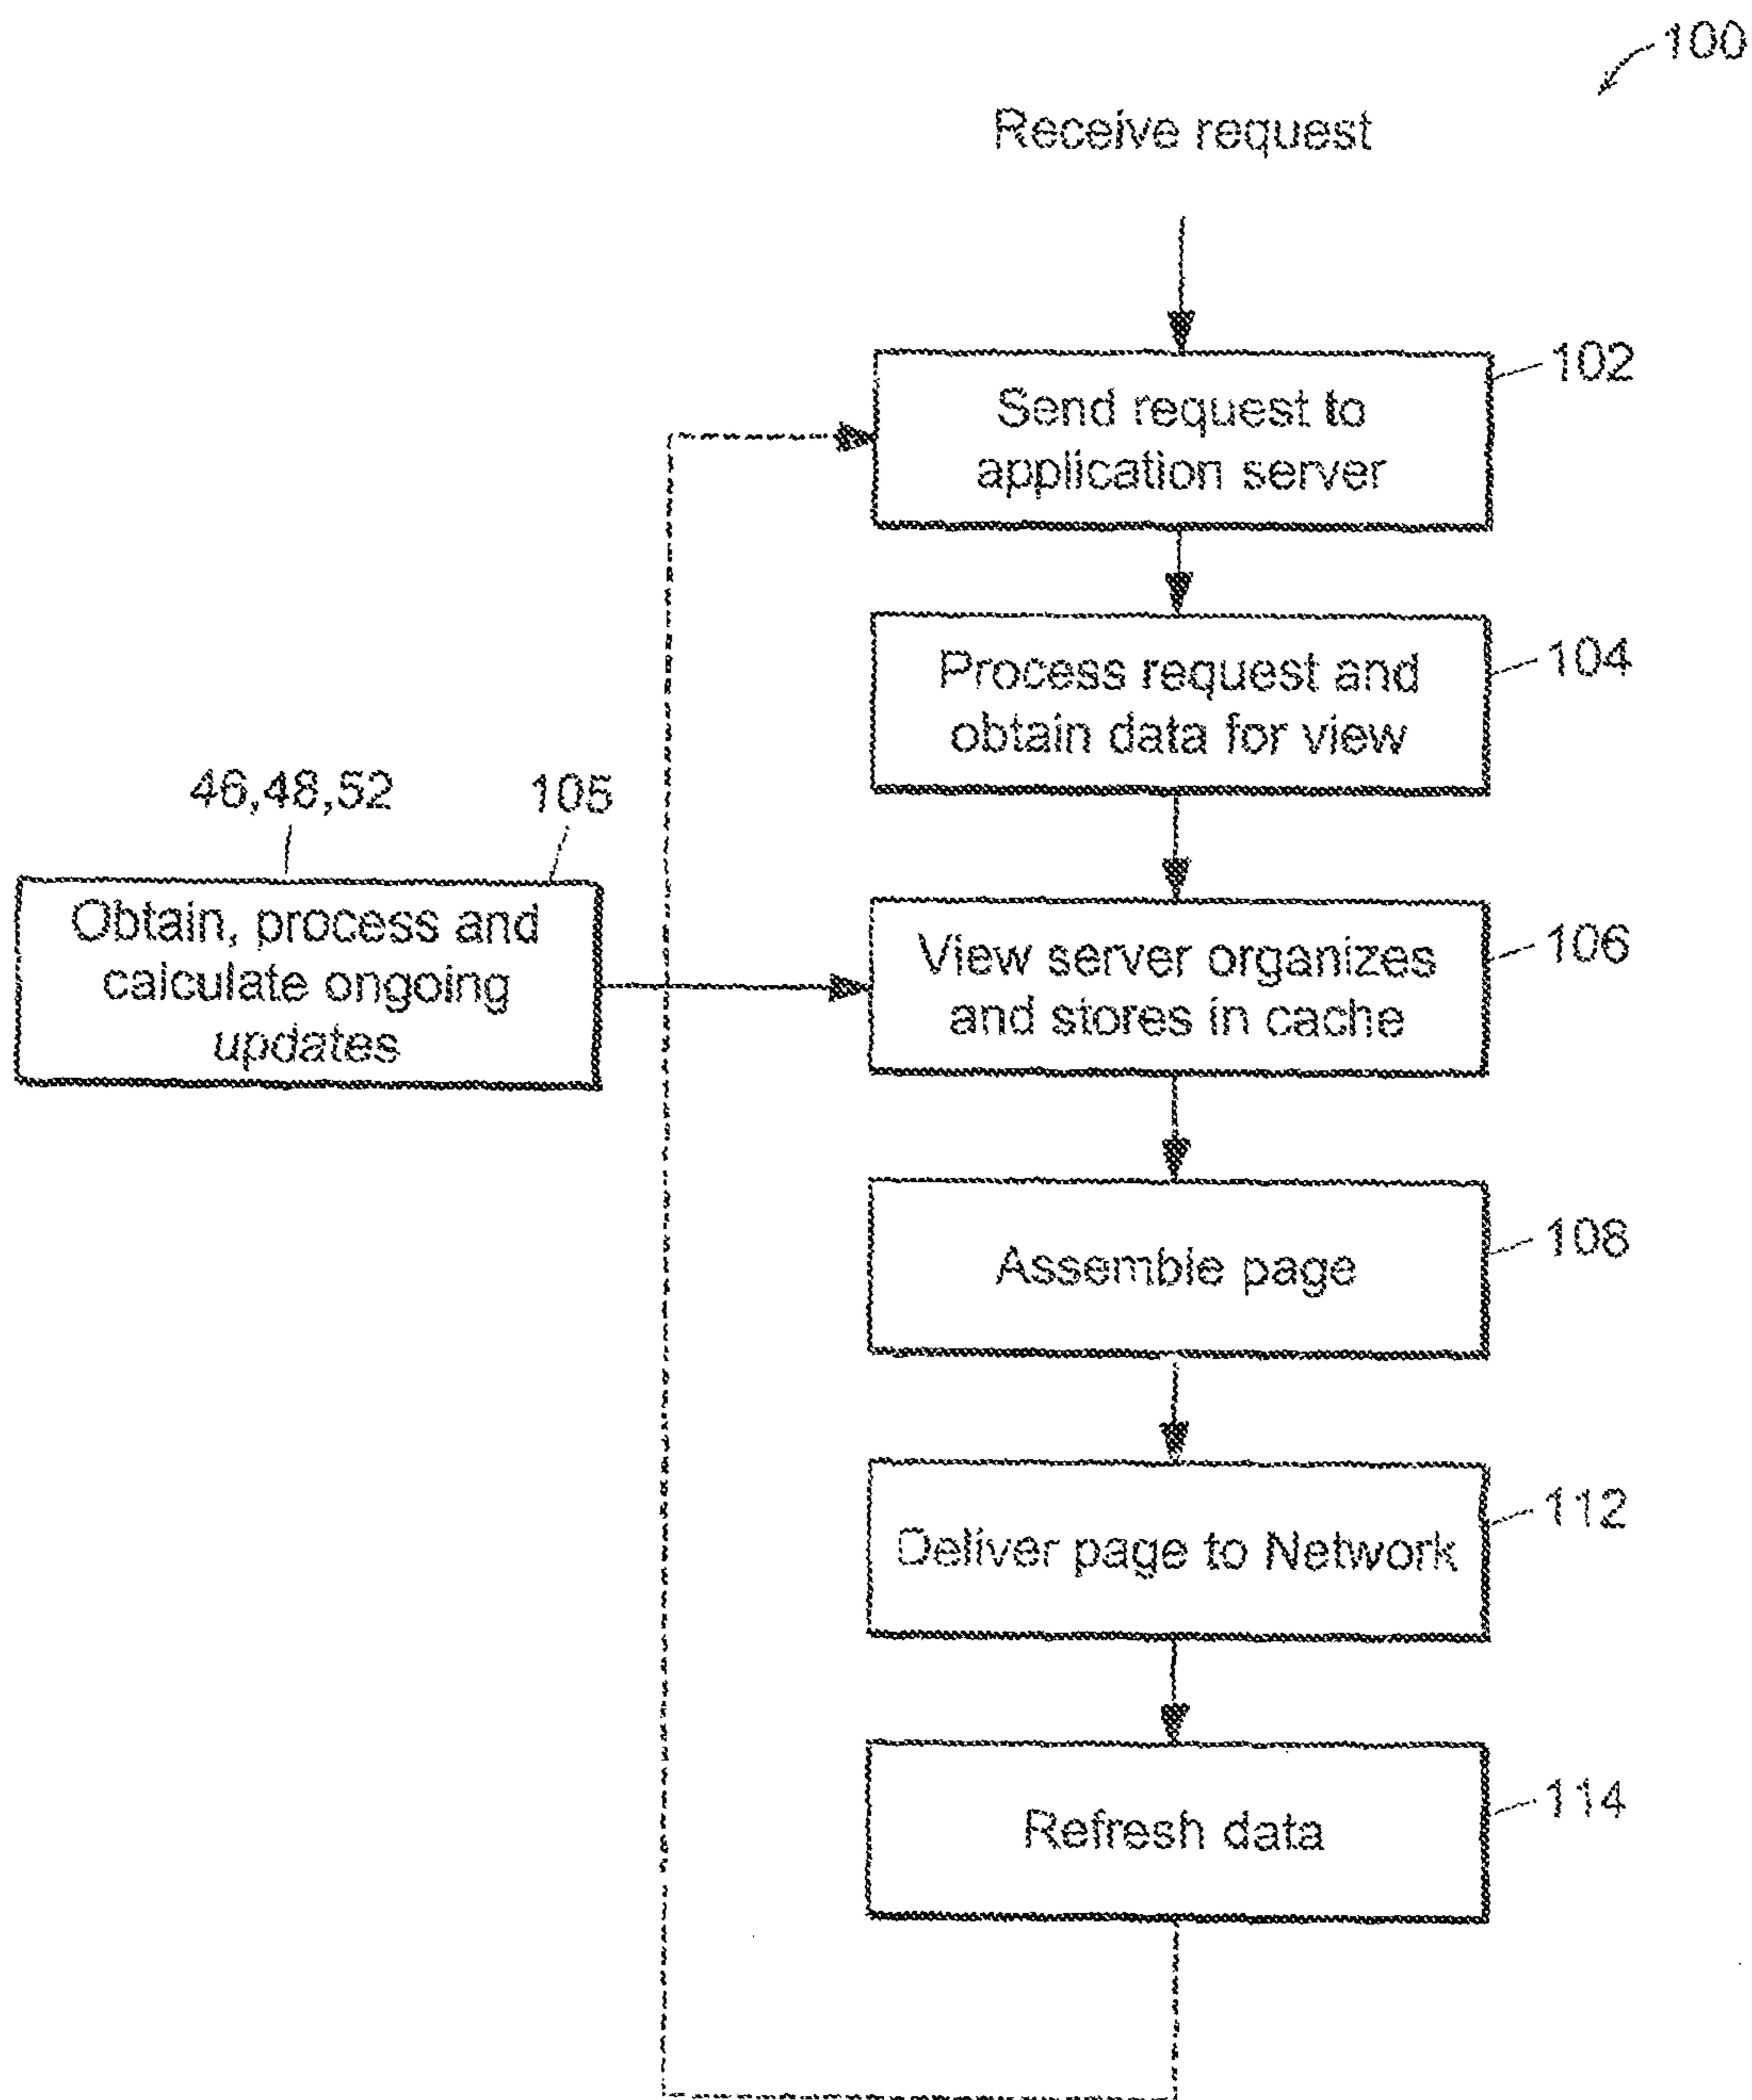 100
Receive request
102
Send request to
application server
104
Process request and
obtain data for view
46,48,52
105
Obtain, process and
calculate ongoing
updates
106
View server organizes
and stores in cache
108
Assemble page
112
Deliver page to Network
114
Refresh data